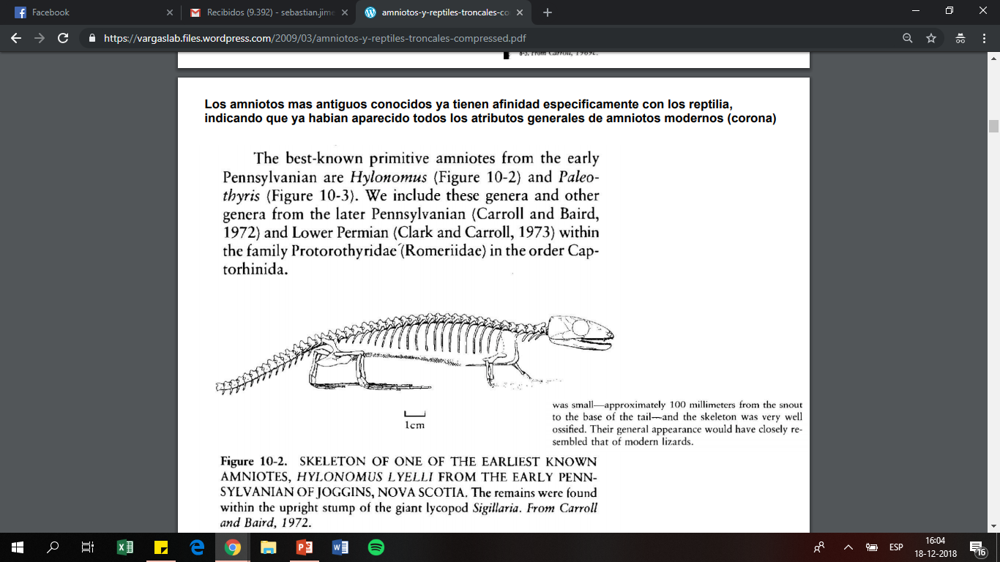 Facebook
Recibidos (9.392) - sebastian.jime
amniotos-y-reptiles-troncales-co
https://vargaslab.files.wordpress.com/2009/03/amniotos-y-reptiles-troncales-compressed.pdf
6-3. From Carroll, 1969c.
Los amniotos mas antiguos conocidos ya tienen afinidad especificamente con los reptilia,
indicando que ya habian aparecido todos los atributos generales de amniotos modernos (corona)
The best-known primitive amniotes from the early
Pennsylvanian are Hylonomus (Figure 10-2) and Paleo-
thyris (Figure 10-3). We include these genera and other
genera from the later Pennsylvanian (Carroll and Baird,
1972) and Lower Permian (Clark and Carroll, 1973) within
the family Protorothyridae (Romeriidae) in the order Cap-
torhinida.
1cm
was small—approximately 100 millimeters from the snout
to the base of the tail—and the skeleton was very well
ossified. Their general appearance would have closely re-
sembled that of modern lizards.
Figure 10-2. SKELETON OF ONE OF THE EARLIEST KNOWN
AMNIOTES, HYLONOMUS LYELLI FROM THE EARLY PENN-
SYLVANIAN OF JOGGINS, NOVA SCOTIA. The remains were found
within the upright stump of the giant lycopod Sigillaria. From Carroll
and Baird, 1972.
ESP
16:04
18-12-2018
16